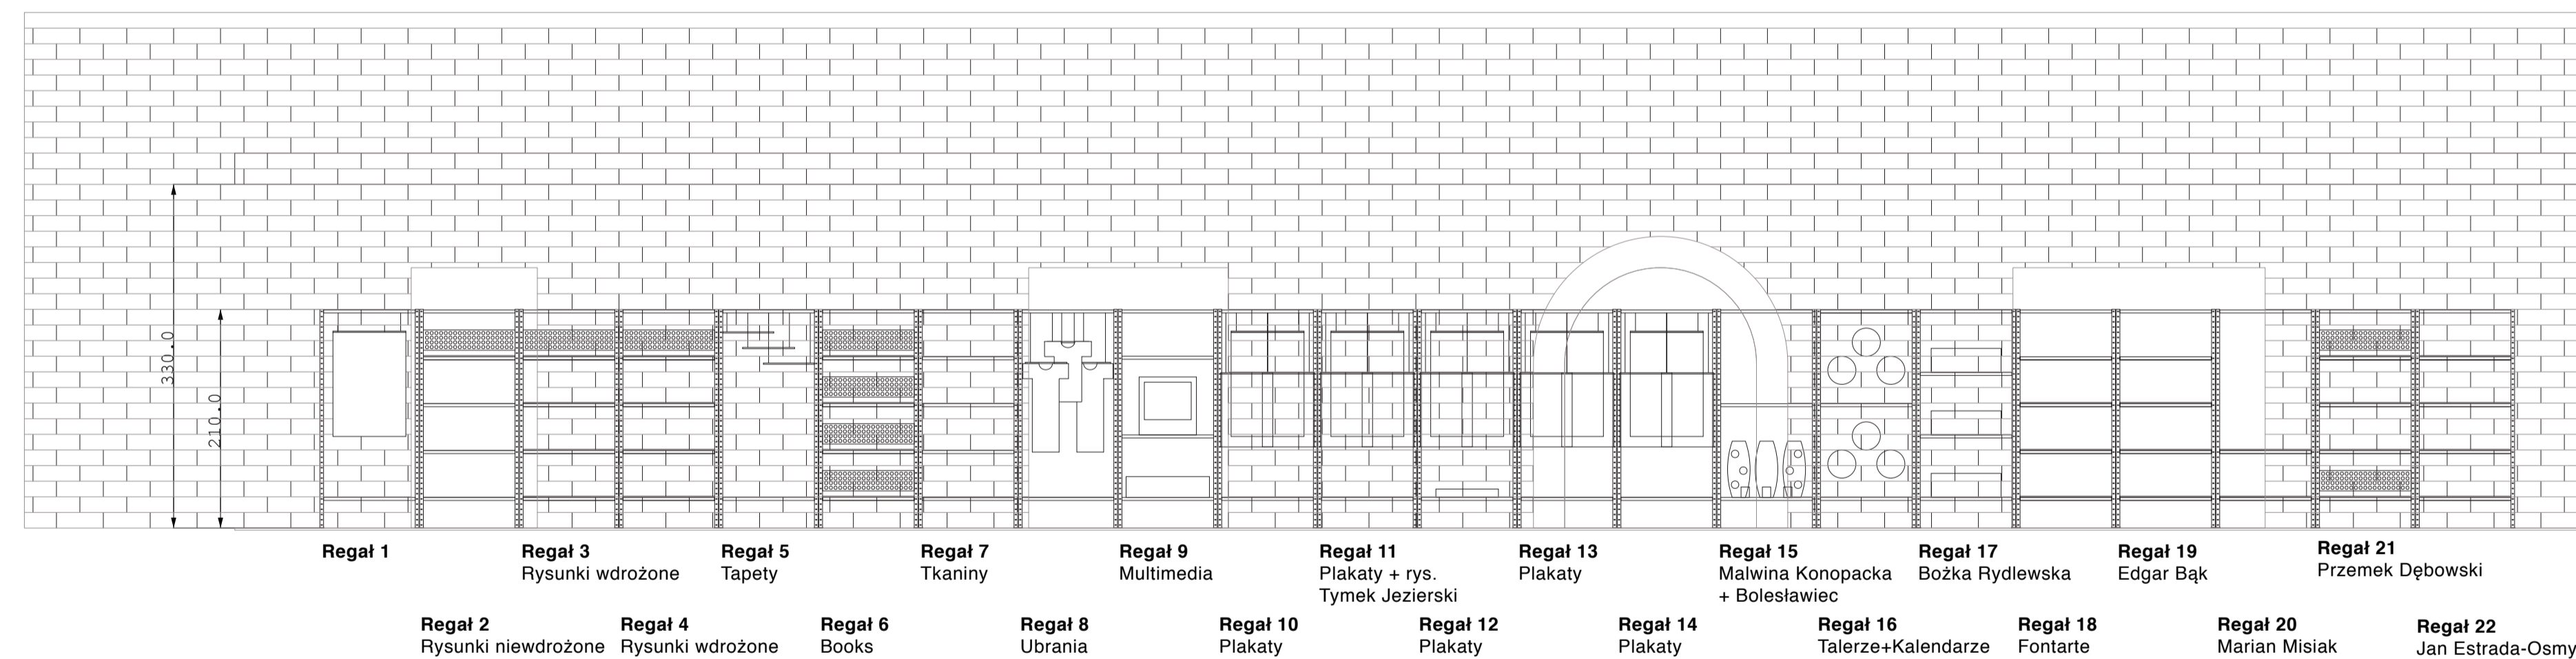 330.0
210.0
Regał 1
Regał 3
Rysunki wdrożone
Regał 5
Tapety
Regał 7
Tkaniny
Regał 9
Multimedia
Regał 11
Plakaty + rys.
Tymek Jezierski
Regał 13
Plakaty
Regał 15
Malwina Konopacka
+ Bolesławiec
Regał 17
Bożka Rydlewska
Regał 19
Edgar Bąk
Regał 21
Przemek Dębowski
Regał 2
Rysunki niewdrożone
Regał 4
Rysunki wdrożone
Regał 6
Books
Regał 8
Ubrania
Regał 10
Plakaty
Regał 12
Plakaty
Regał 14
Plakaty
Regał 16
Talerze+Kalendarze
Regał 18
Fontarte
Regał 20
Marian Misiak
Regał 22
Jan Estrada-Osmy